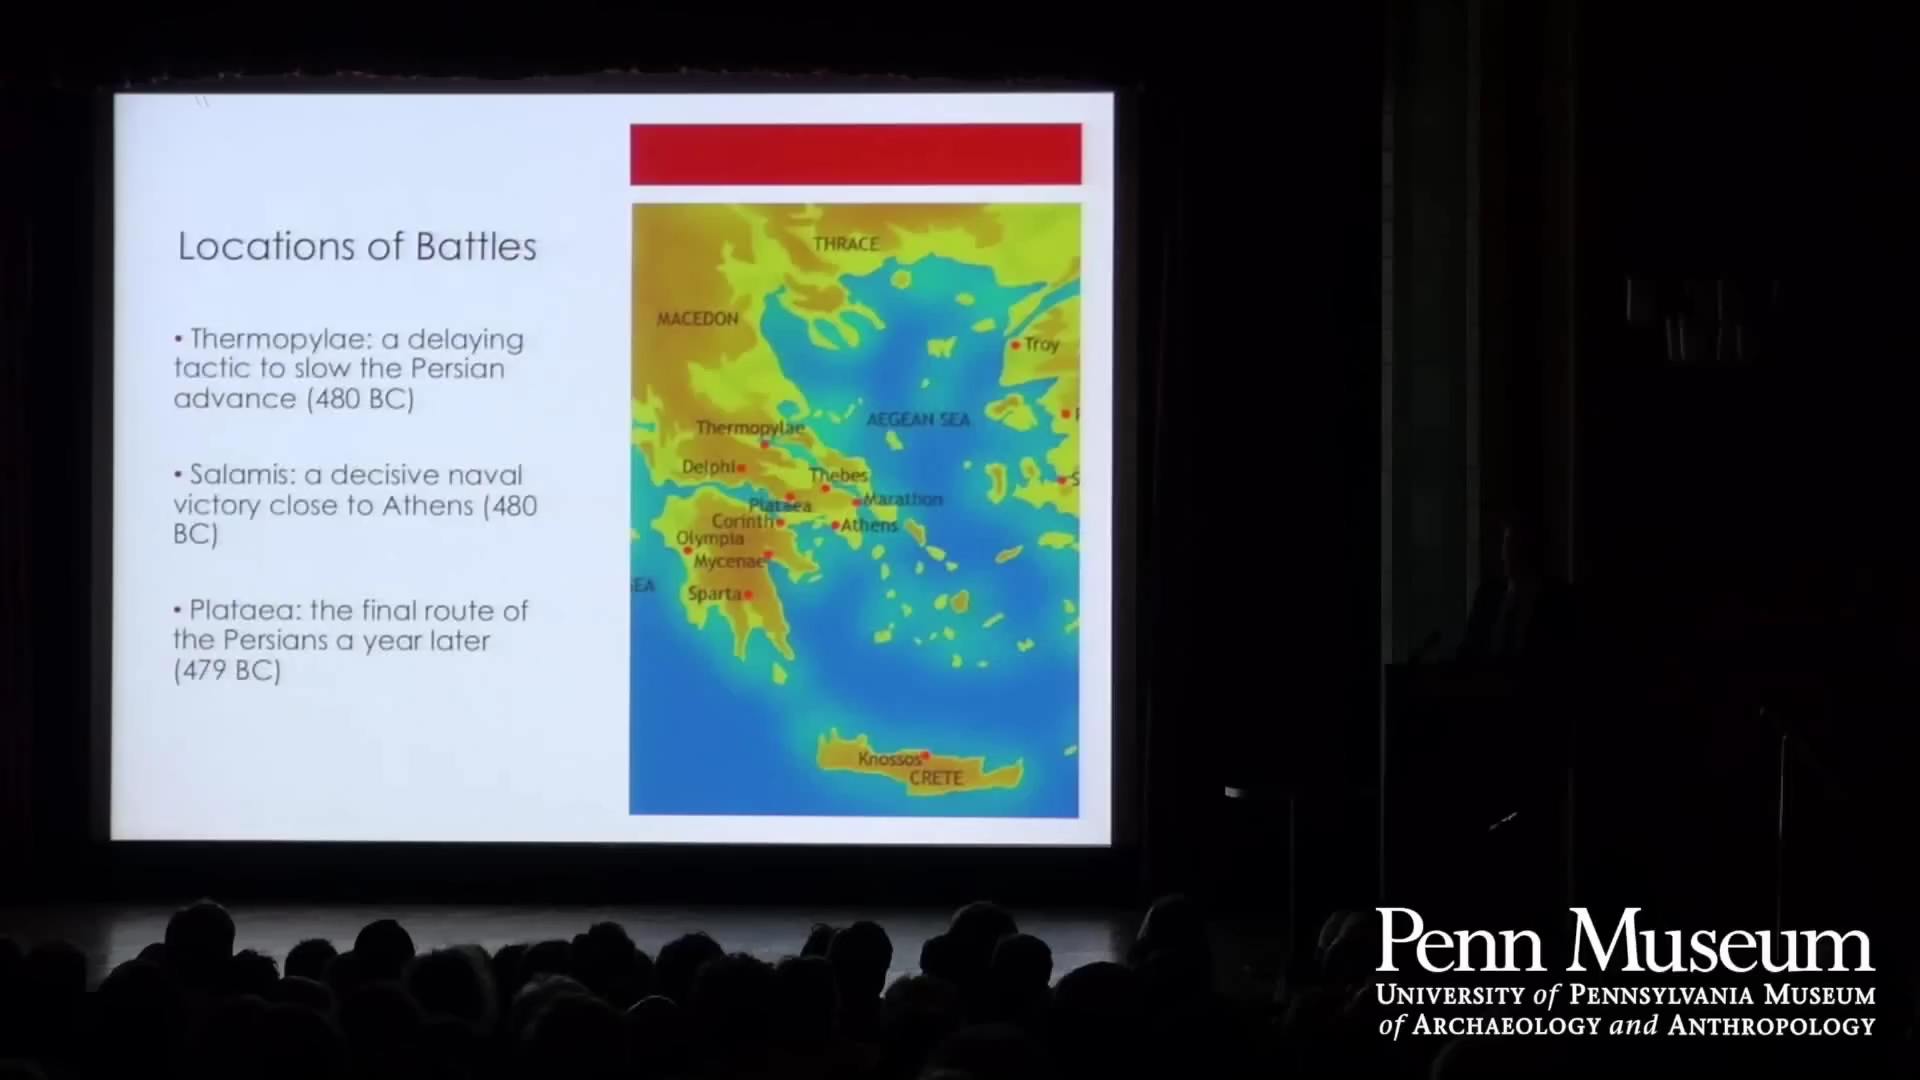 Locations of Battles
• Thermopylae: a delaying
tactic to slow the Persian
advance (480 BC)
• Salamis: a decisive naval
victory close to Athens (480
BC)
• Plataea: the final route of
the Persians a year later
(479 BC)
THRACE
MACEDON
Troy
AEGEAN SEA
Thermopylae
Delphi
Thebes
Plataea
Marathon
Corinth
Athens
Olympia
Mycenae
EA
Sparta
Knossos
CRETE
Penn Museum
UNIVERSITY of PENNSYLVANIA MUSEUM
of ARCHAEOLOGY and ANTHROPOLOGY